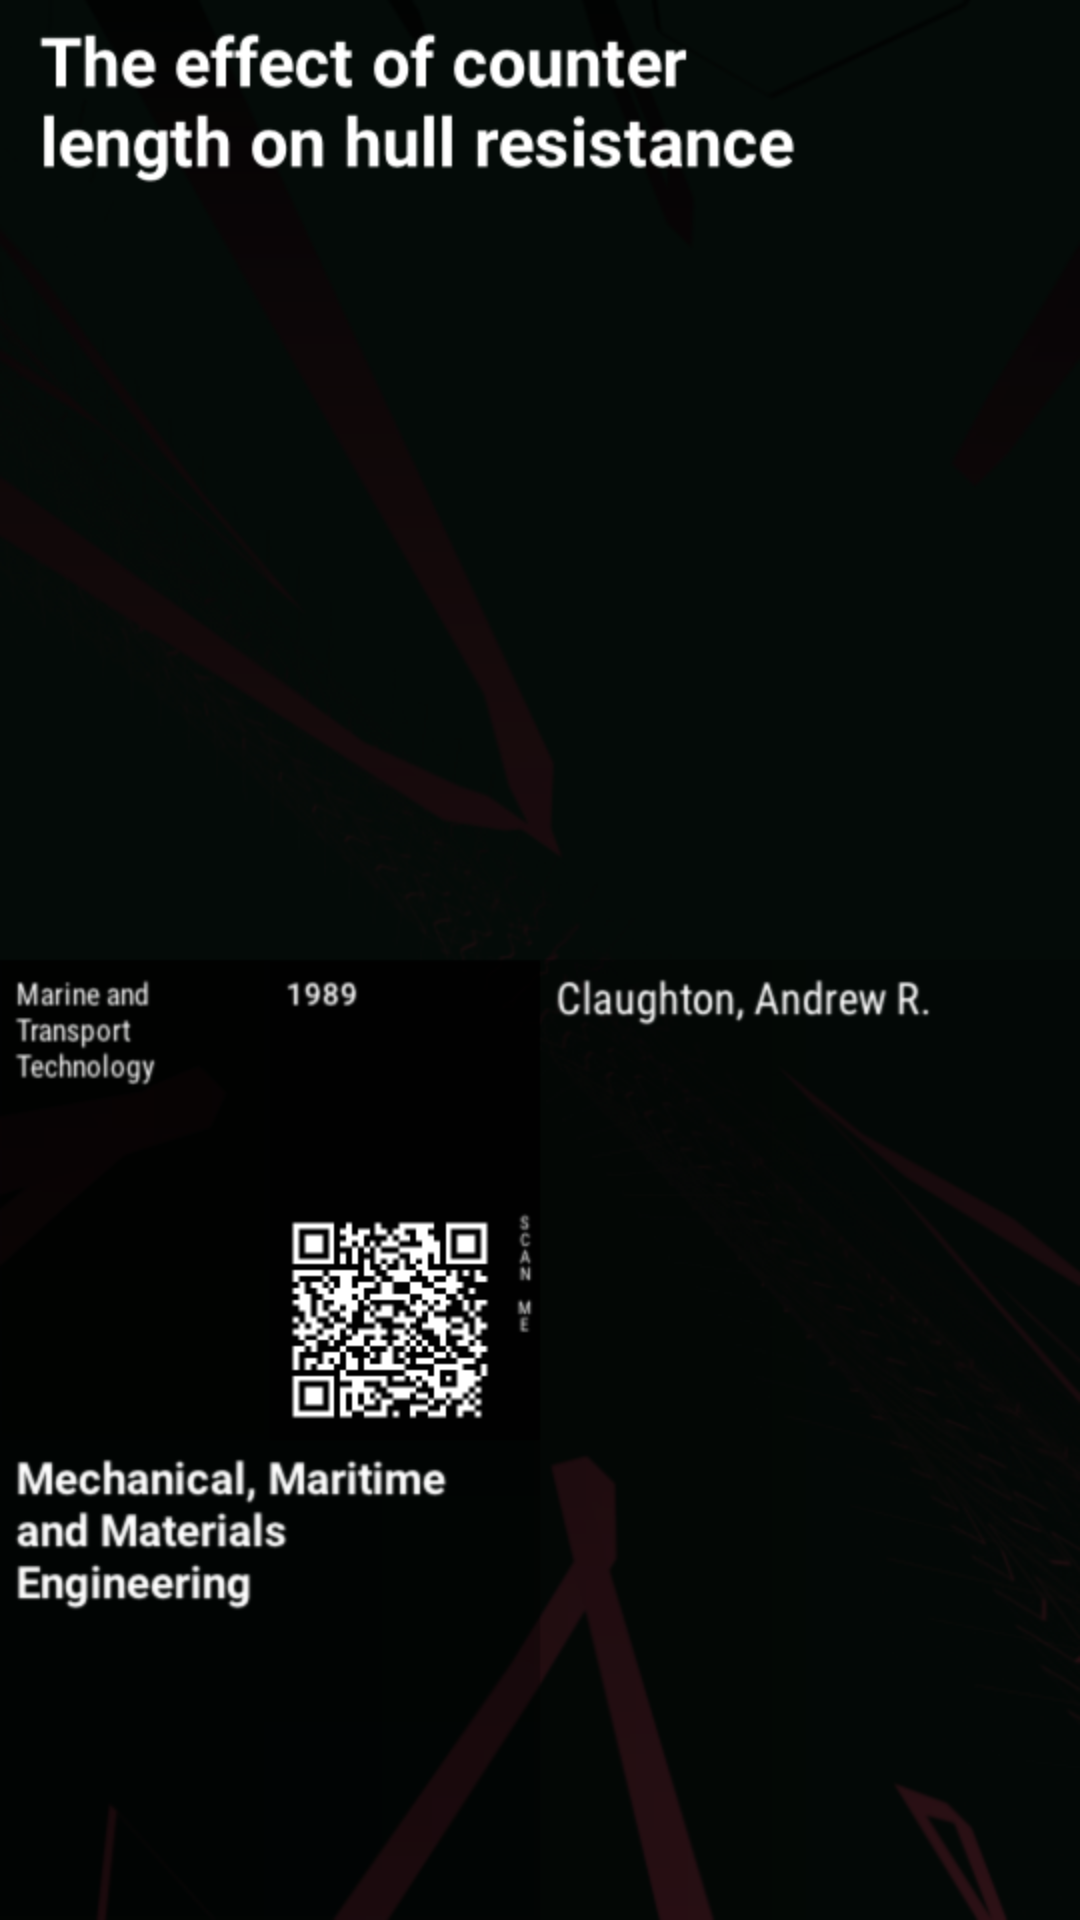 The effect of counter
length on hull resistance
Marine and
Transport
Technology
1989
Claughton, Andrew R.
SCAN ME
Mechanical, Maritime
and Materials
Engineering